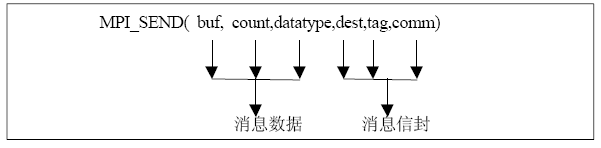 MPI_SEND( buf, count,datatype,dest,tag,comm)
消息数据 消息信封